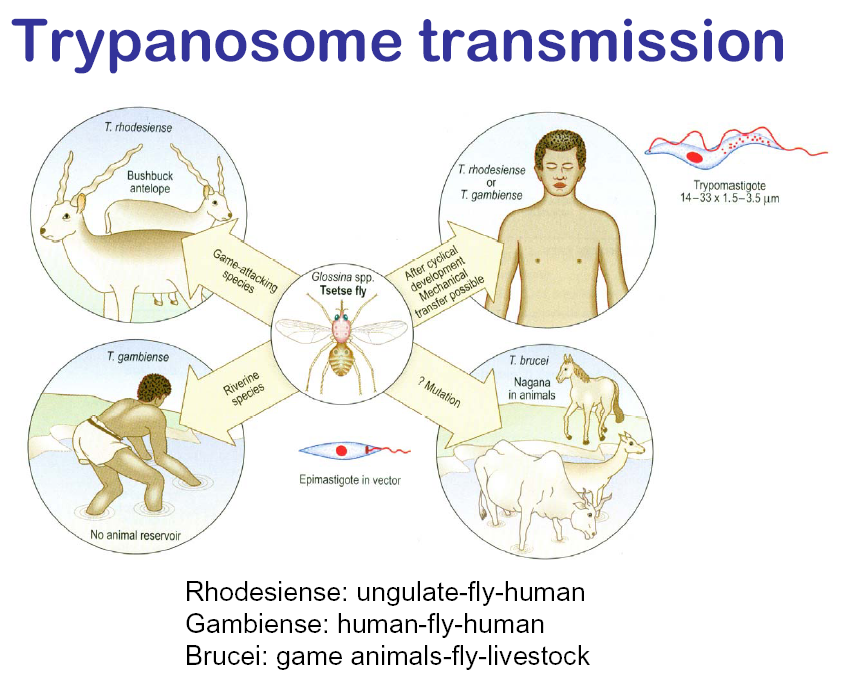 Trypanosome transmission
T. rhodesiense
Bushbuck
antelope
T. rhodesiense
or
T. gambiense
Trypomastigote
14–33 x 1.5–3.5 µm
Game-attacking
species
Glossina spp.
Tsetse fly
After cyclical
development
Mechanical
transfer possible
T. gambiense
Riverine
species
? Mutation
T. brucei
Nagana
in animals
Epimastigote in vector
No animal reservoir
Rhodesiense: ungulate-fly-human
Gambiense: human-fly-human
Brucei: game animals-fly-livestock